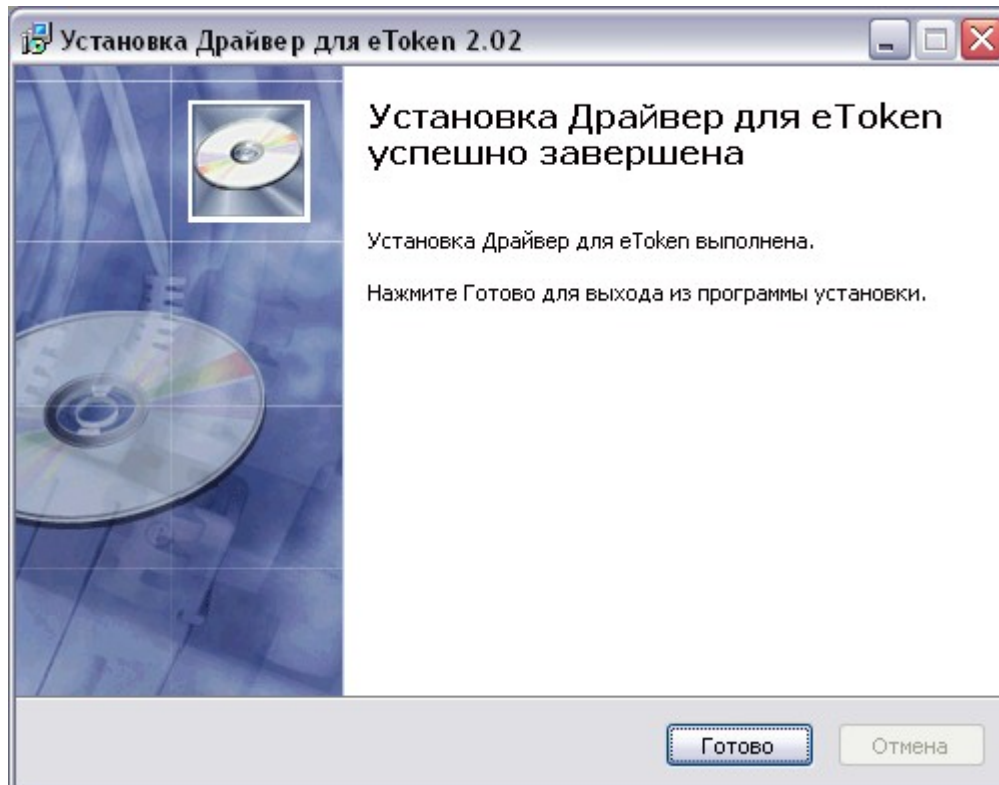 Установка Драйвер для eToken 2.02
Установка Драйвер для eToken
успешно завершена
Установка Драйвер для eToken выполнена.
Нажмите Готово для выхода из программы установки.
Готово
Отмена